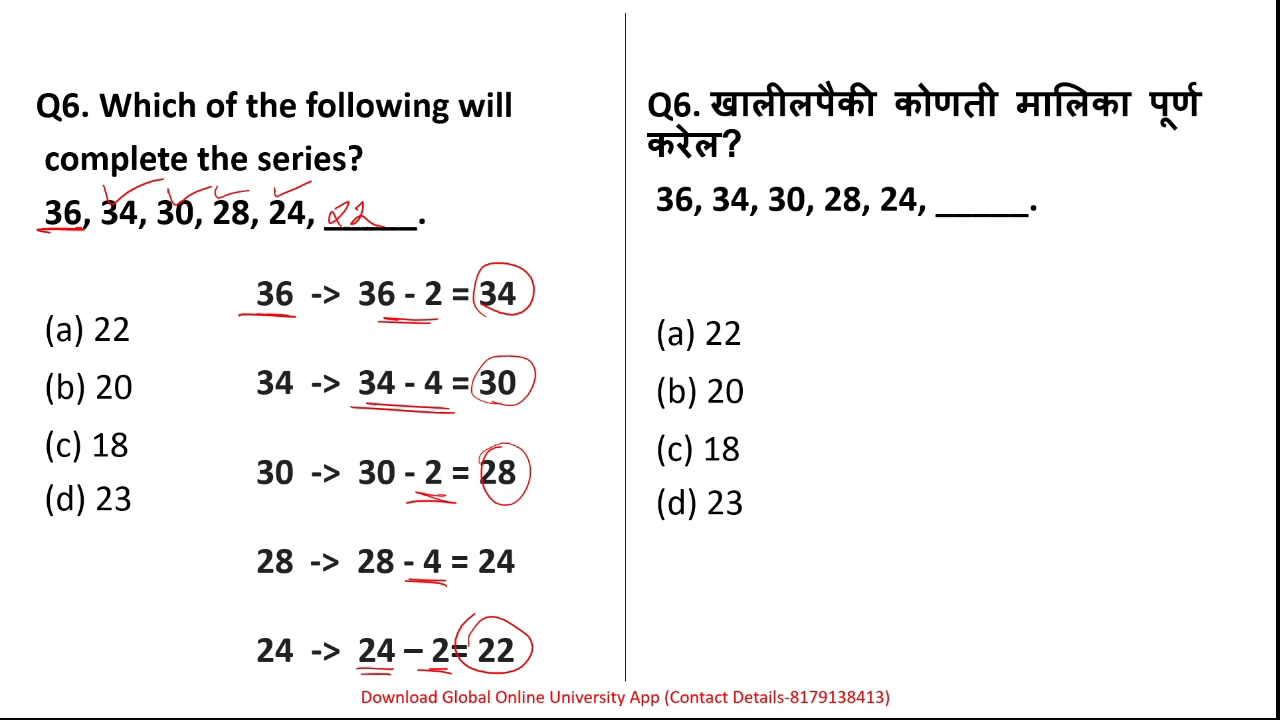 Q6. Which of the following will
complete the series?
36, 34, 30, 28, 24, 22_____.
36 -> 36 - 2 = 34
(a) 22
34 -> 34 - 4 = 30
(b) 20
(c) 18
30 -> 30 - 2 = 28
(d) 23
28 -> 28 - 4 = 24
24 -> 24 – 2= 22
Q6. खालीलपैकी कोणती मालिका पूर्ण
करेल?
36, 34, 30, 28, 24, _____.
(a) 22
(b) 20
(c) 18
(d) 23
Download Global Online University App (Contact Details-8179138413)